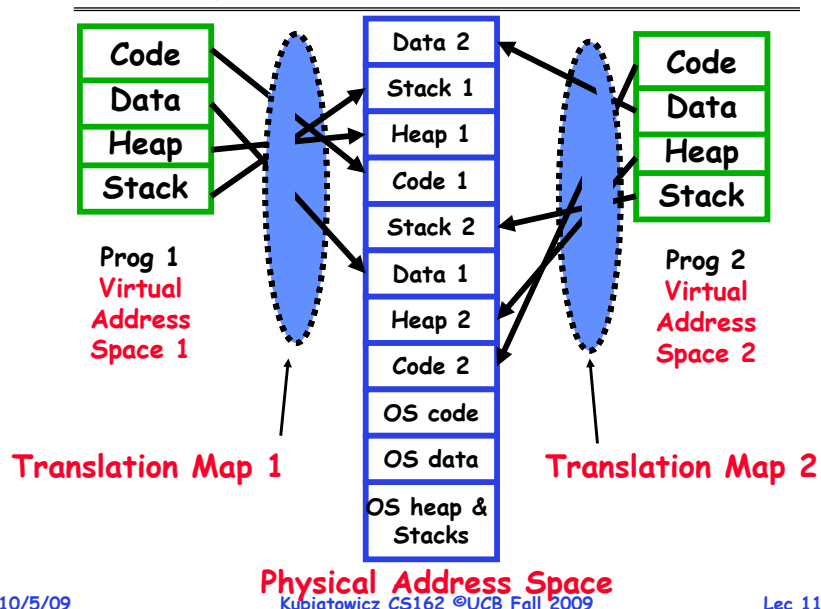 Code
Data
Heap
Stack
Prog 1
Virtual
Address
Space 1
Translation Map 1
Data 2
Stack 1
Heap 1
Code 1
Stack 2
Data 1
Heap 2
Code 2
OS code
OS data
OS heap &
Stacks
Physical Address Space
Code
Data
Heap
Stack
Prog 2
Virtual
Address
Space 2
Translation Map 2
10/5/09
Kubiatowicz CS162 ©UCB Fall 2009
Lec 11